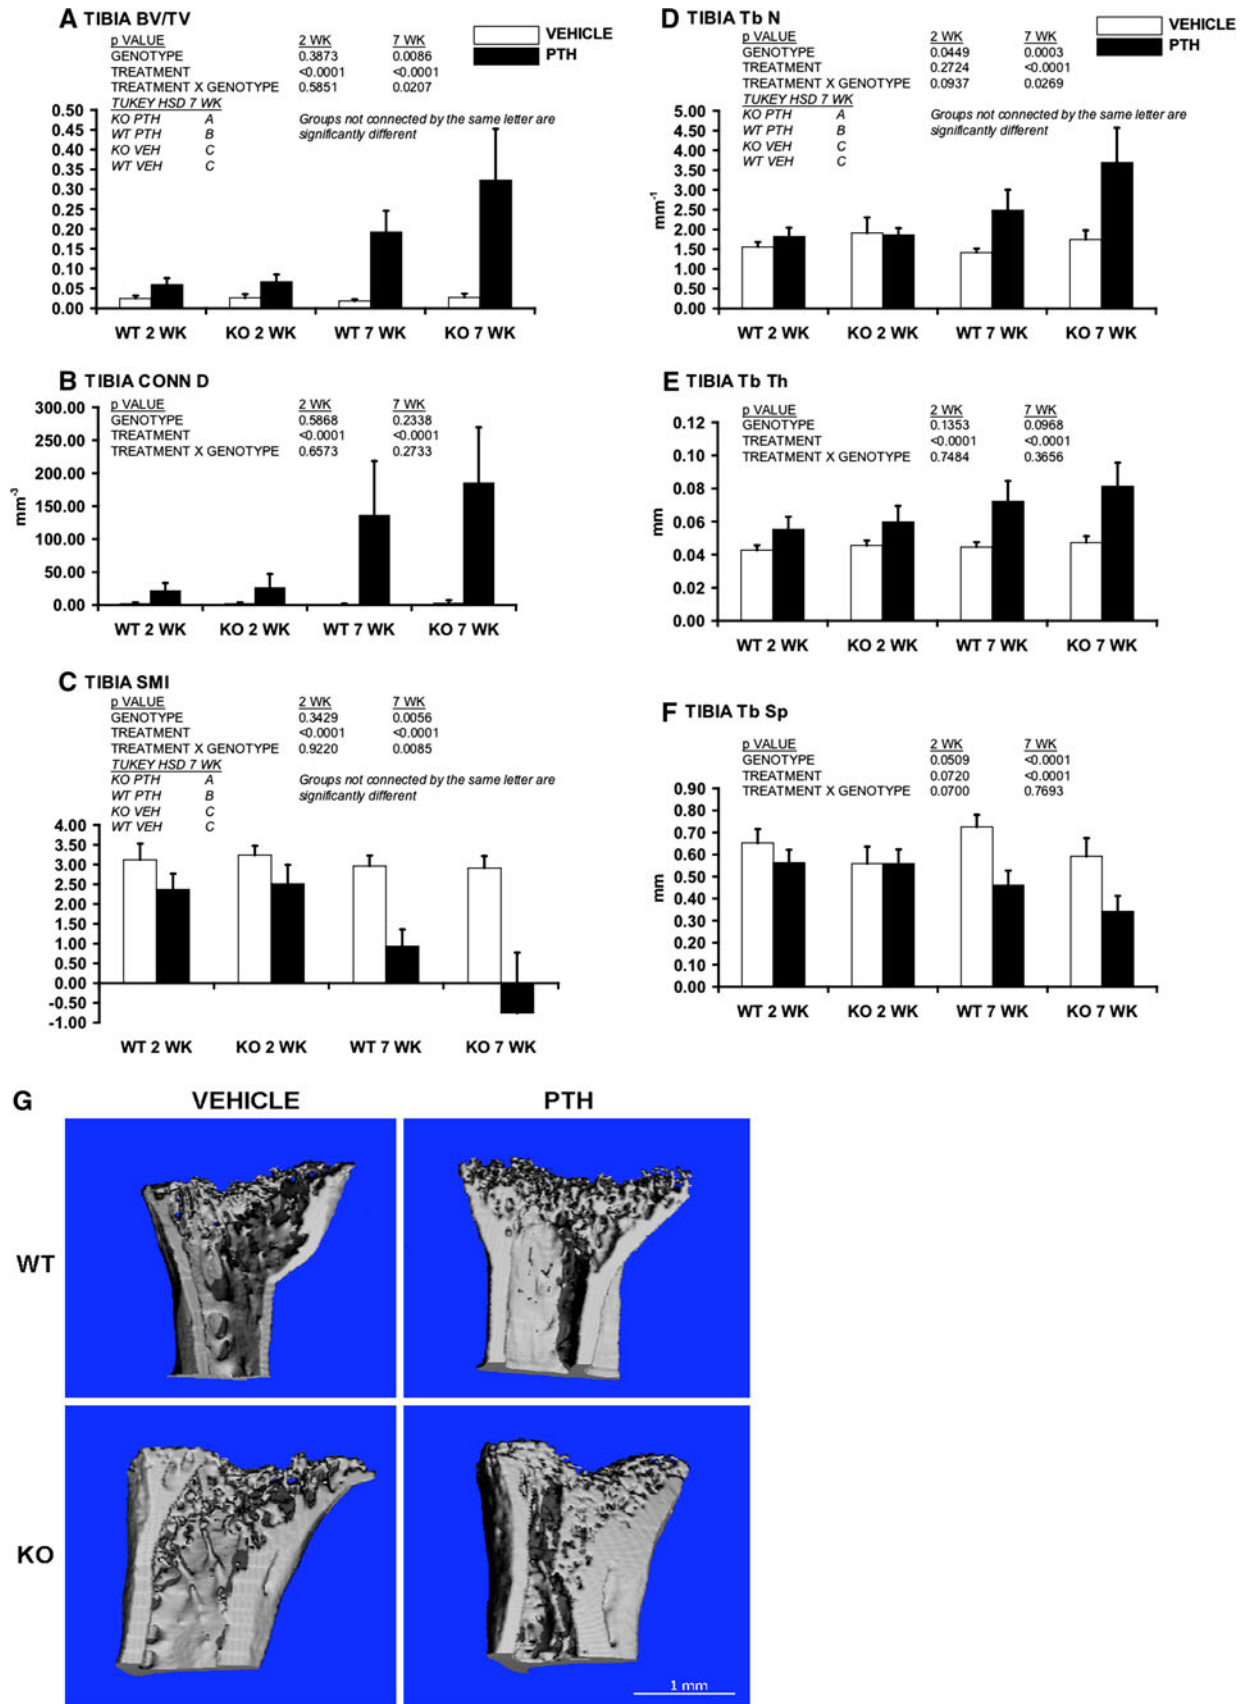 A TIBIA BV/TV
p VALUE 2 WK 7 WK
GENOTYPE 0.3873 0.0086
TREATMENT <0.0001 <0.0001
TREATMENT X GENOTYPE 0.5851 0.0207
TUKEY HSD 7 WK
KO PTH A
WT PTH B
KO VEH C
WT VEH C
Groups not connected by the same letter are
significantly different
VEHICLE
PTH
0.50
0.45
0.40
0.35
0.30
0.25
0.20
0.15
0.10
0.05
0.00
WT 2 WK KO 2 WK WT 7 WK KO 7 WK
B TIBIA CONN D
p VALUE 2 WK 7 WK
GENOTYPE 0.5868 0.2338
TREATMENT <0.0001 <0.0001
TREATMENT X GENOTYPE 0.6573 0.2733
mm-3
300.00
250.00
200.00
150.00
100.00
50.00
0.00
WT 2 WK KO 2 WK WT 7 WK KO 7 WK
C TIBIA SMI
p VALUE 2 WK 7 WK
GENOTYPE 0.3429 0.0056
TREATMENT <0.0001 <0.0001
TREATMENT X GENOTYPE 0.9220 0.0085
TUKEY HSD 7 WK
KO PTH A
WT PTH B
KO VEH C
WT VEH C
Groups not connected by the same letter are
significantly different
4.00
3.50
3.00
2.50
2.00
1.50
1.00
0.50
0.00
-0.50
-1.00
WT 2 WK KO 2 WK WT 7 WK KO 7 WK
D TIBIA Tb N
p VALUE 2 WK 7 WK
GENOTYPE 0.0449 0.0003
TREATMENT 0.2724 <0.0001
TREATMENT X GENOTYPE 0.0937 0.0269
TUKEY HSD 7 WK
KO PTH A
WT PTH B
KO VEH C
WT VEH C
Groups not connected by the same letter are
significantly different
VEHICLE
PTH
mm-1
5.00
4.50
4.00
3.50
3.00
2.50
2.00
1.50
1.00
0.50
0.00
WT 2 WK KO 2 WK WT 7 WK KO 7 WK
E TIBIA Tb Th
p VALUE 2 WK 7 WK
GENOTYPE 0.1353 0.0968
TREATMENT <0.0001 <0.0001
TREATMENT X GENOTYPE 0.7484 0.3656
mm
0.12
0.10
0.08
0.06
0.04
0.02
0.00
WT 2 WK KO 2 WK WT 7 WK KO 7 WK
F TIBIA Tb Sp
p VALUE 2 WK 7 WK
GENOTYPE 0.0509 <0.0001
TREATMENT 0.0720 <0.0001
TREATMENT X GENOTYPE 0.0700 0.7693
mm
0.90
0.80
0.70
0.60
0.50
0.40
0.30
0.20
0.10
0.00
WT 2 WK KO 2 WK WT 7 WK KO 7 WK
G VEHICLE PTH
WT
KO
1 mm